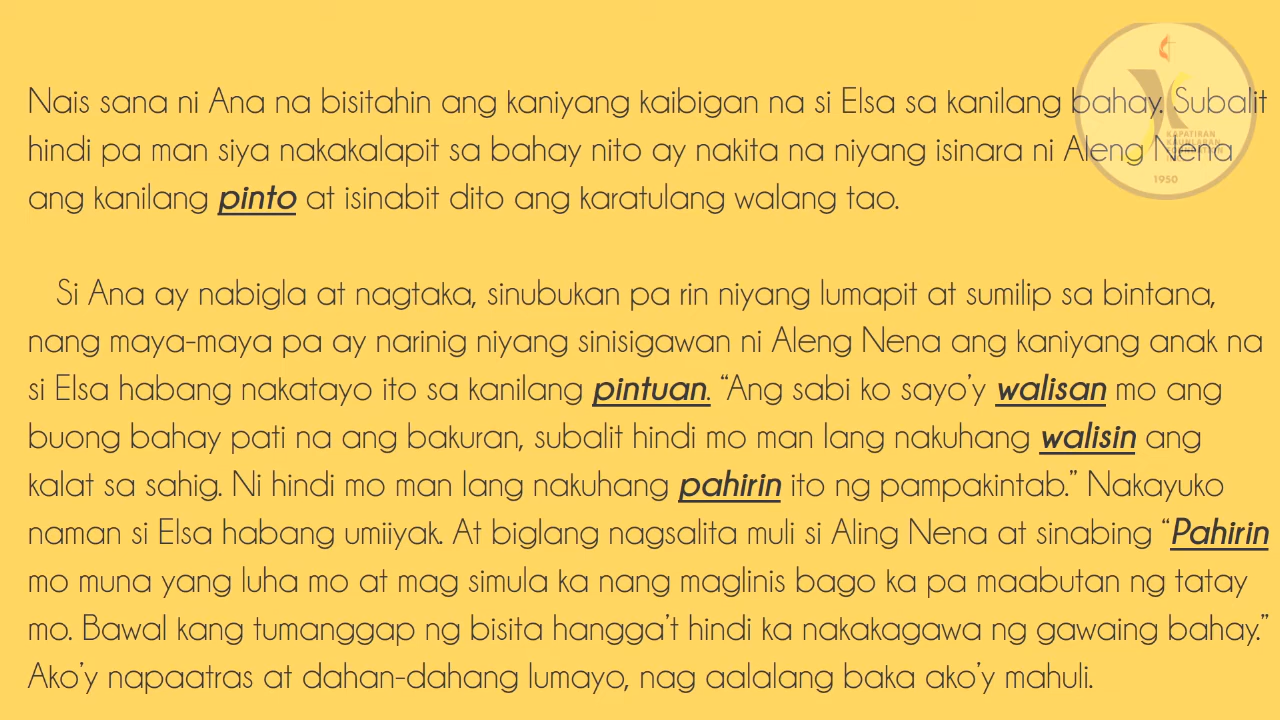 Nais sana ni Ana na bisitahin ang kaniyang kaibigan na si Elsa sa kanilang bahay. Subalit
hindi pa man siya nakakalapit sa bahay nito ay nakita na niyang isinara ni Aleng Nena
ang kanilang pinto at isinabit dito ang karatulang walang tao.
Si Ana ay nabigla at nagtaka, sinubukan pa rin niyang lumapit at sumilip sa bintana,
nang maya-maya pa ay narinig niyang sinisigawan ni Aleng Nena ang kaniyang anak na
si Elsa habang nakatayo ito sa kanilang pintuan. “Ang sabi ko sayo’y walisan mo ang
buong bahay pati na ang bakuran, subalit hindi mo man lang nakuhang walisin ang
kalat sa sahig. Ni hindi mo man lang nakuhang pahirin ito ng pampakintab.” Nakayuko
naman si Elsa habang umiiyak. At biglang nagsalita muli si Aling Nena at sinabing “Pahirin
mo muna yang luha mo at mag simula ka nang maglinis bago ka pa maabutan ng tatay
mo. Bawal kang tumanggap ng bisita hangga’t hindi ka nakakagawa ng gawaing bahay.”
Ako’y napaatras at dahan-dahang lumayo, nag aalalang baka ako’y mahuli.
KAPATIRAN
KAUNLARAN
1950